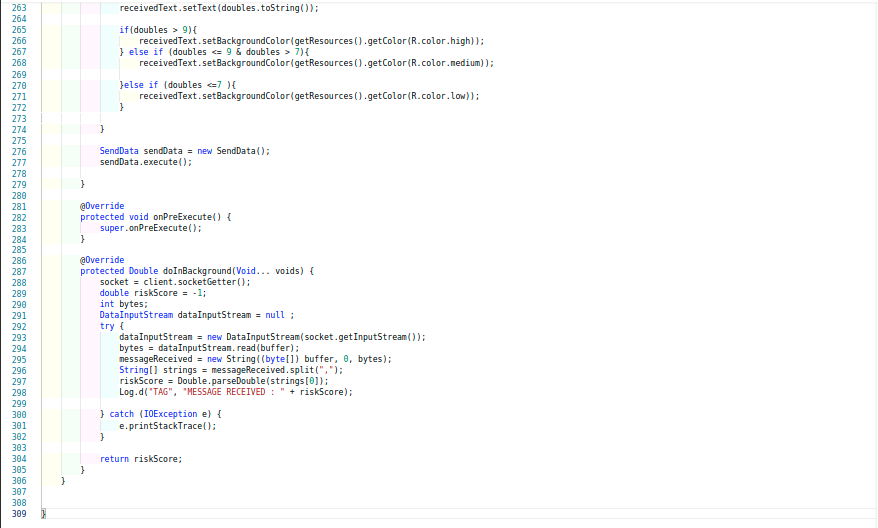 263 receivedText.setText(doubles.toString());
264
265 if(doubles > 9){
266 receivedText.setBackgroundColor(getResources().getColor(R.color.high));
267 } else if (doubles <= 9 & doubles > 7){
268 receivedText.setBackgroundColor(getResources().getColor(R.color.medium));
269
270 }else if (doubles <=7 ){
271 receivedText.setBackgroundColor(getResources().getColor(R.color.low));
272 }
273
274 }
275
276 SendData sendData = new SendData();
277 sendData.execute();
278
279 }
280
281 @Override
282 protected void onPreExecute() {
283 super.onPreExecute();
284 }
285
286 @Override
287 protected Double doInBackground(Void... voids) {
288 socket = client.socketGetter();
289 double riskScore = -1;
290 int bytes;
291 DataInputStream dataInputStream = null ;
292 try {
293 dataInputStream = new DataInputStream(socket.getInputStream());
294 bytes = dataInputStream.read(buffer);
295 messageReceived = new String((byte[]) buffer, 0, bytes);
296 String[] strings = messageReceived.split(",");
297 riskScore = Double.parseDouble(strings[0]);
298 Log.d("TAG", "MESSAGE RECEIVED : " + riskScore);
299
300 } catch (IOException e) {
301 e.printStackTrace();
302 }
303
304 return riskScore;
305 }
306 }
307
308
309 }